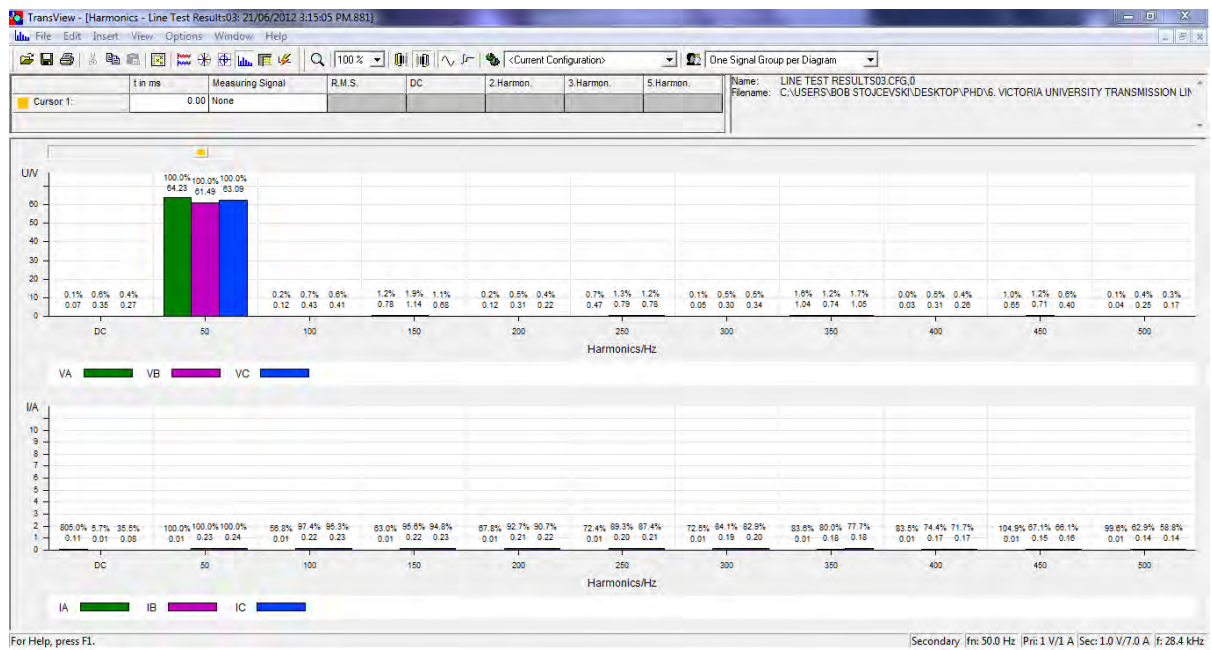 TransView - [Harmonics - Line Test Results03: 21/06/2012 3:15:05 PM.881]
File Edit Insert View Options Window Help
100 % <Current Configuration> One Signal Group per Diagram
t in ms Measuring Signal R.M.S. DC 2.Harmon. 3.Harmon. 5.Harmon.
Cursor 1: 0.00 None
Name: LINE TEST RESULTS03.CFG,0
Filename: C:\USERS\BOB STOJCEVSKI\DESKTOP\PHD\6. VICTORIA UNIVERSITY TRANSMISSION LIN
U/V
100.0% 100.0% 100.0%
64.23 61.49 63.09
60
50
40
30
20
10
0
0.1% 0.6% 0.4% 0.2% 0.7% 0.6% 1.2% 1.9% 1.1% 0.2% 0.5% 0.4% 0.7% 1.3% 1.2% 0.1% 0.5% 0.5% 1.6% 1.2% 1.7% 0.0% 0.5% 0.4% 1.0% 1.2% 0.6% 0.1% 0.4% 0.3%
0.07 0.35 0.27 0.12 0.43 0.41 0.78 1.14 0.68 0.12 0.31 0.22 0.47 0.79 0.78 0.05 0.30 0.34 1.04 0.74 1.05 0.03 0.31 0.26 0.65 0.71 0.40 0.04 0.25 0.17
DC 50 100 150 200 250 300 350 400 450 500
Harmonics/Hz
VA VB VC
I/A
10
9
8
7
6
5
4
3
2
1
0
805.0% 5.7% 35.5% 100.0% 100.0% 100.0% 56.8% 97.4% 95.3% 63.0% 95.6% 94.8% 67.8% 92.7% 90.7% 72.4% 89.3% 87.4% 72.5% 84.1% 82.9% 83.6% 80.0% 77.7% 83.5% 74.4% 71.7% 104.9% 67.1% 66.1% 99.6% 62.9% 58.8%
0.11 0.01 0.08 0.01 0.23 0.24 0.01 0.22 0.23 0.01 0.22 0.23 0.01 0.21 0.22 0.01 0.20 0.21 0.01 0.19 0.20 0.01 0.18 0.18 0.01 0.17 0.17 0.01 0.15 0.16 0.01 0.14 0.14
DC 50 100 150 200 250 300 350 400 450 500
Harmonics/Hz
IA IB IC
For Help, press F1.
Secondary fn: 50.0 Hz Pri: 1 V/1 A Sec: 1.0 V/7.0 A f: 28.4 kHz